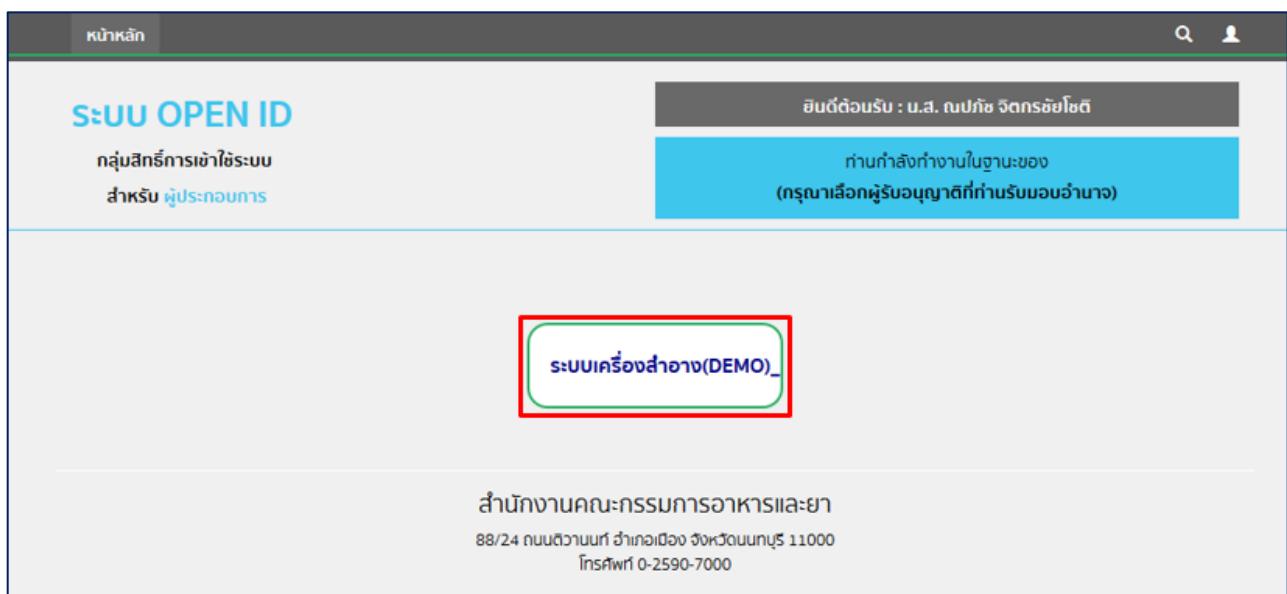 หน้าหลัก
ระบบ OPEN ID
กลุ่มสิทธิ์การเข้าใช้ระบบ
สำหรับ ผู้ประกอบการ
ยินดีต้อนรับ : น.ส. ณปภัช จิตกรชัยโชติ
ท่านกำลังทำงานในฐานะของ
(กรุณาเลือกผู้รับอนุญาติที่ท่านรับมอบอำนาจ)
ระบบเครื่องสำอาง(DEMO)_
สำนักงานคณะกรรมการอาหารและยา
88/24 ถนนติวานนท์ อำเภอเมือง จังหวัดนนทบุรี 11000
โทรศัพท์ 0-2590-7000